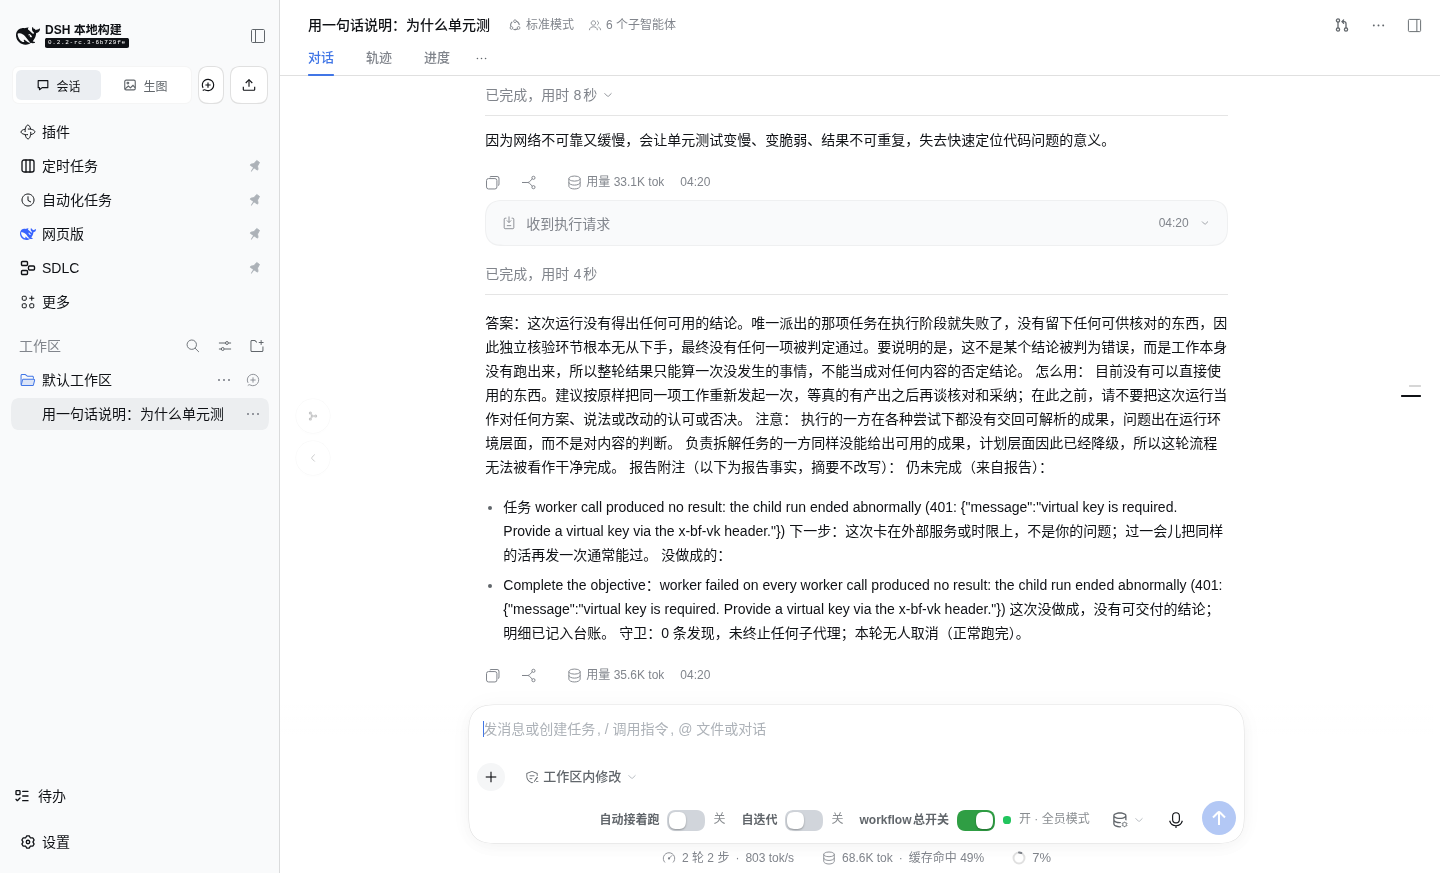 DSH 本地构建
0.2.2-rc.3-6b729fe
会话
生图
插件
定时任务
自动化任务
网页版
SDLC
更多
工作区
默认工作区
用一句话说明：为什么单元测
待办
设置
用一句话说明：为什么单元测
标准模式
6 个子智能体
对话
轨迹
进度
已完成，用时 8秒
因为网络不可靠又缓慢，会让单元测试变慢、变脆弱、结果不可重复，失去快速定位代码问题的意义。
用量 33.1K tok
04:20
收到执行请求
04:20
已完成，用时 4秒
答案：这次运行没有得出任何可用的结论。唯一派出的那项任务在执行阶段就失败了，没有留下任何可供核对的东西，因
此独立核验环节根本无从下手，最终没有任何一项被判定通过。要说明的是，这不是某个结论被判为错误，而是工作本身
没有跑出来，所以整轮结果只能算一次没发生的事情，不能当成对任何内容的否定结论。 怎么用： 目前没有可以直接使
用的东西。建议按原样把同一项工作重新发起一次，等真的有产出之后再谈核对和采纳；在此之前，请不要把这次运行当
作对任何方案、说法或改动的认可或否决。 注意： 执行的一方在各种尝试下都没有交回可解析的成果，问题出在运行环
境层面，而不是对内容的判断。 负责拆解任务的一方同样没能给出可用的成果，计划层面因此已经降级，所以这轮流程
无法被看作干净完成。 报告附注（以下为报告事实，摘要不改写）： 仍未完成（来自报告）：
任务 worker call produced no result: the child run ended abnormally (401: {"message":"virtual key is required.
Provide a virtual key via the x-bf-vk header."}) 下一步：这次卡在外部服务或时限上，不是你的问题；过一会儿把同样
的活再发一次通常能过。 没做成的：
Complete the objective：worker failed on every worker call produced no result: the child run ended abnormally (401:
{"message":"virtual key is required. Provide a virtual key via the x-bf-vk header."}) 这次没做成，没有可交付的结论；
明细已记入台账。 守卫：0 条发现，未终止任何子代理；本轮无人取消（正常跑完）。
用量 35.6K tok
04:20
发消息或创建任务, / 调用指令, @ 文件或对话
工作区内修改
自动接着跑
关
自迭代
关
workflow总开关
开 · 全员模式
2 轮 2 步 · 803 tok/s
68.6K tok · 缓存命中 49%
7%